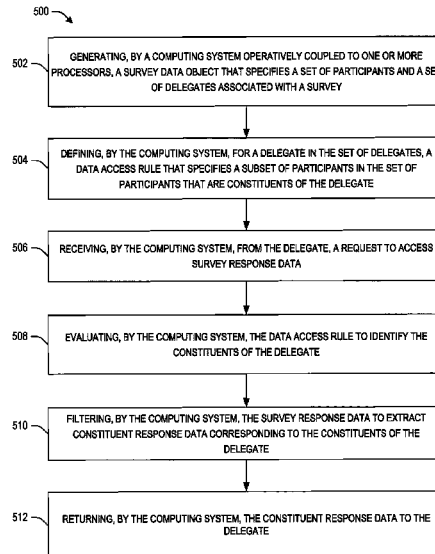 500
502
GENERATING, BY A COMPUTING SYSTEM OPERATIVELY COUPLED TO ONE OR MORE
PROCESSORS, A SURVEY DATA OBJECT THAT SPECIFIES A SET OF PARTICIPANTS AND A SE
OF DELEGATES ASSOCIATED WITH A SURVEY
504
DEFINING, BY THE COMPUTING SYSTEM, FOR A DELEGATE IN THE SET OF DELEGATES, A
DATA ACCESS RULE THAT SPECIFIES A SUBSET OF PARTICIPANTS IN THE SET OF
PARTICIPANTS THAT ARE CONSTITUENTS OF THE DELEGATE
506
RECEIVING, BY THE COMPUTING SYSTEM, FROM THE DELEGATE, A REQUEST TO ACCESS
SURVEY RESPONSE DATA
508
EVALUATING, BY THE COMPUTING SYSTEM, THE DATA ACCESS RULE TO IDENTIFY THE
CONSTITUENTS OF THE DELEGATE
510
FILTERING, BY THE COMPUTING SYSTEM, THE SURVEY RESPONSE DATA TO EXTRACT
CONSTITUENT RESPONSE DATA CORRESPONDING TO THE CONSTITUENTS OF THE
DELEGATE
512
RETURNING, BY THE COMPUTING SYSTEM, THE CONSTITUENT RESPONSE DATA TO THE
DELEGATE